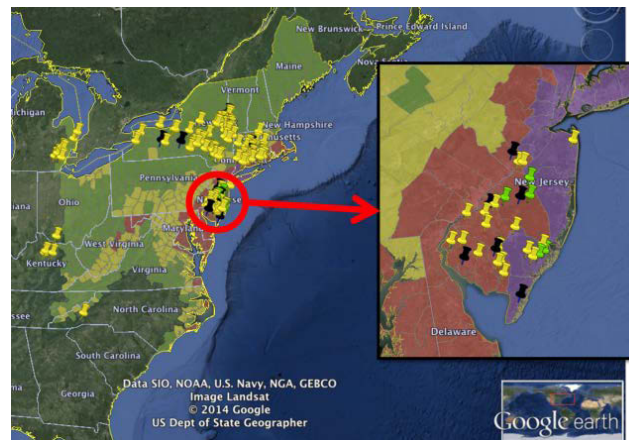 New Brunswick
Prince Edward Island
Maine
Vermont
Michigan
New Hampshire
Pennsylvania
Ohio
Maryland
West Virginia
Kentucky
Virginia
North Carolina
South Carolina
Georgia
New Jersey
Delaware
Data SIO, NOAA, U.S. Navy, NGA, GEBCO
Image Landsat
© 2014 Google
US Dept of State Geographer
Google earth